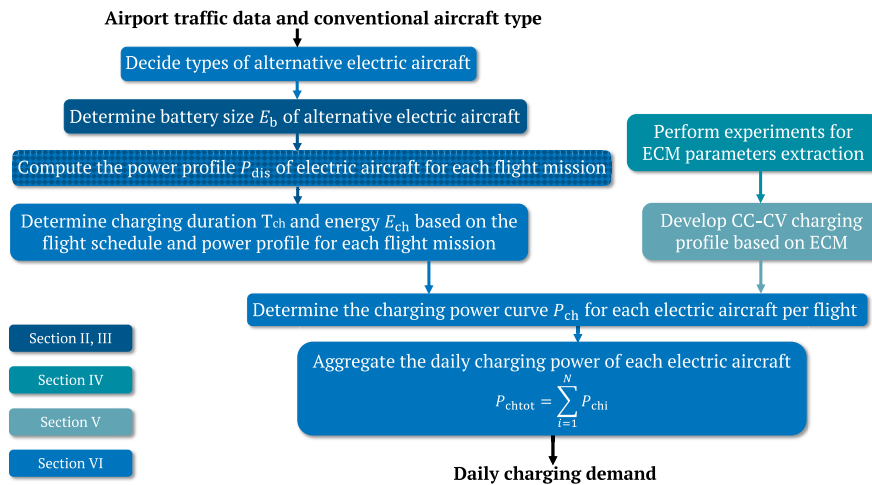 Airport traffic data and conventional aircraft type
Decide types of alternative electric aircraft
Determine battery size E_b of alternative electric aircraft
Compute the power profile P_dis of electric aircraft for each flight mission
Determine charging duration T_ch and energy E_ch based on the
flight schedule and power profile for each flight mission
Perform experiments for
ECM parameters extraction
Develop CC-CV charging
profile based on ECM
Determine the charging power curve P_ch for each electric aircraft per flight
Aggregate the daily charging power of each electric aircraft
P_chtot = ∑_{i=1}^{N} P_chi
Daily charging demand
Section II, III
Section IV
Section V
Section VI